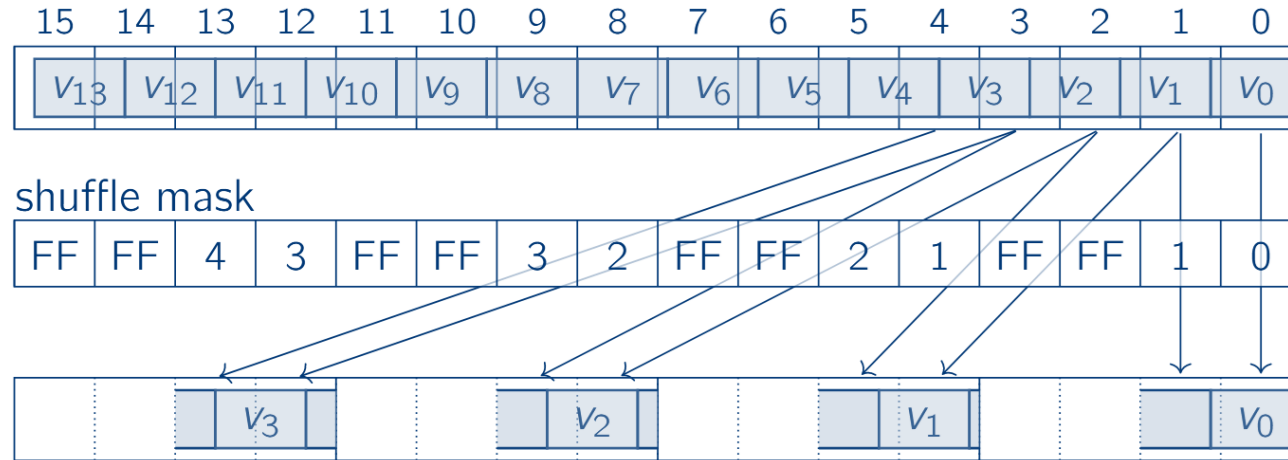 15 14 13 12 11 10 9 8 7 6 5 4 3 2 1 0
v₁₃ v₁₂ v₁₁ v₁₀ v₉ v₈ v₇ v₆ v₅ v₄ v₃ v₂ v₁ v₀
shuffle mask
FF FF 4 3 FF FF 3 2 FF FF 2 1 FF FF 1 0
v₃ v₂ v₁ v₀